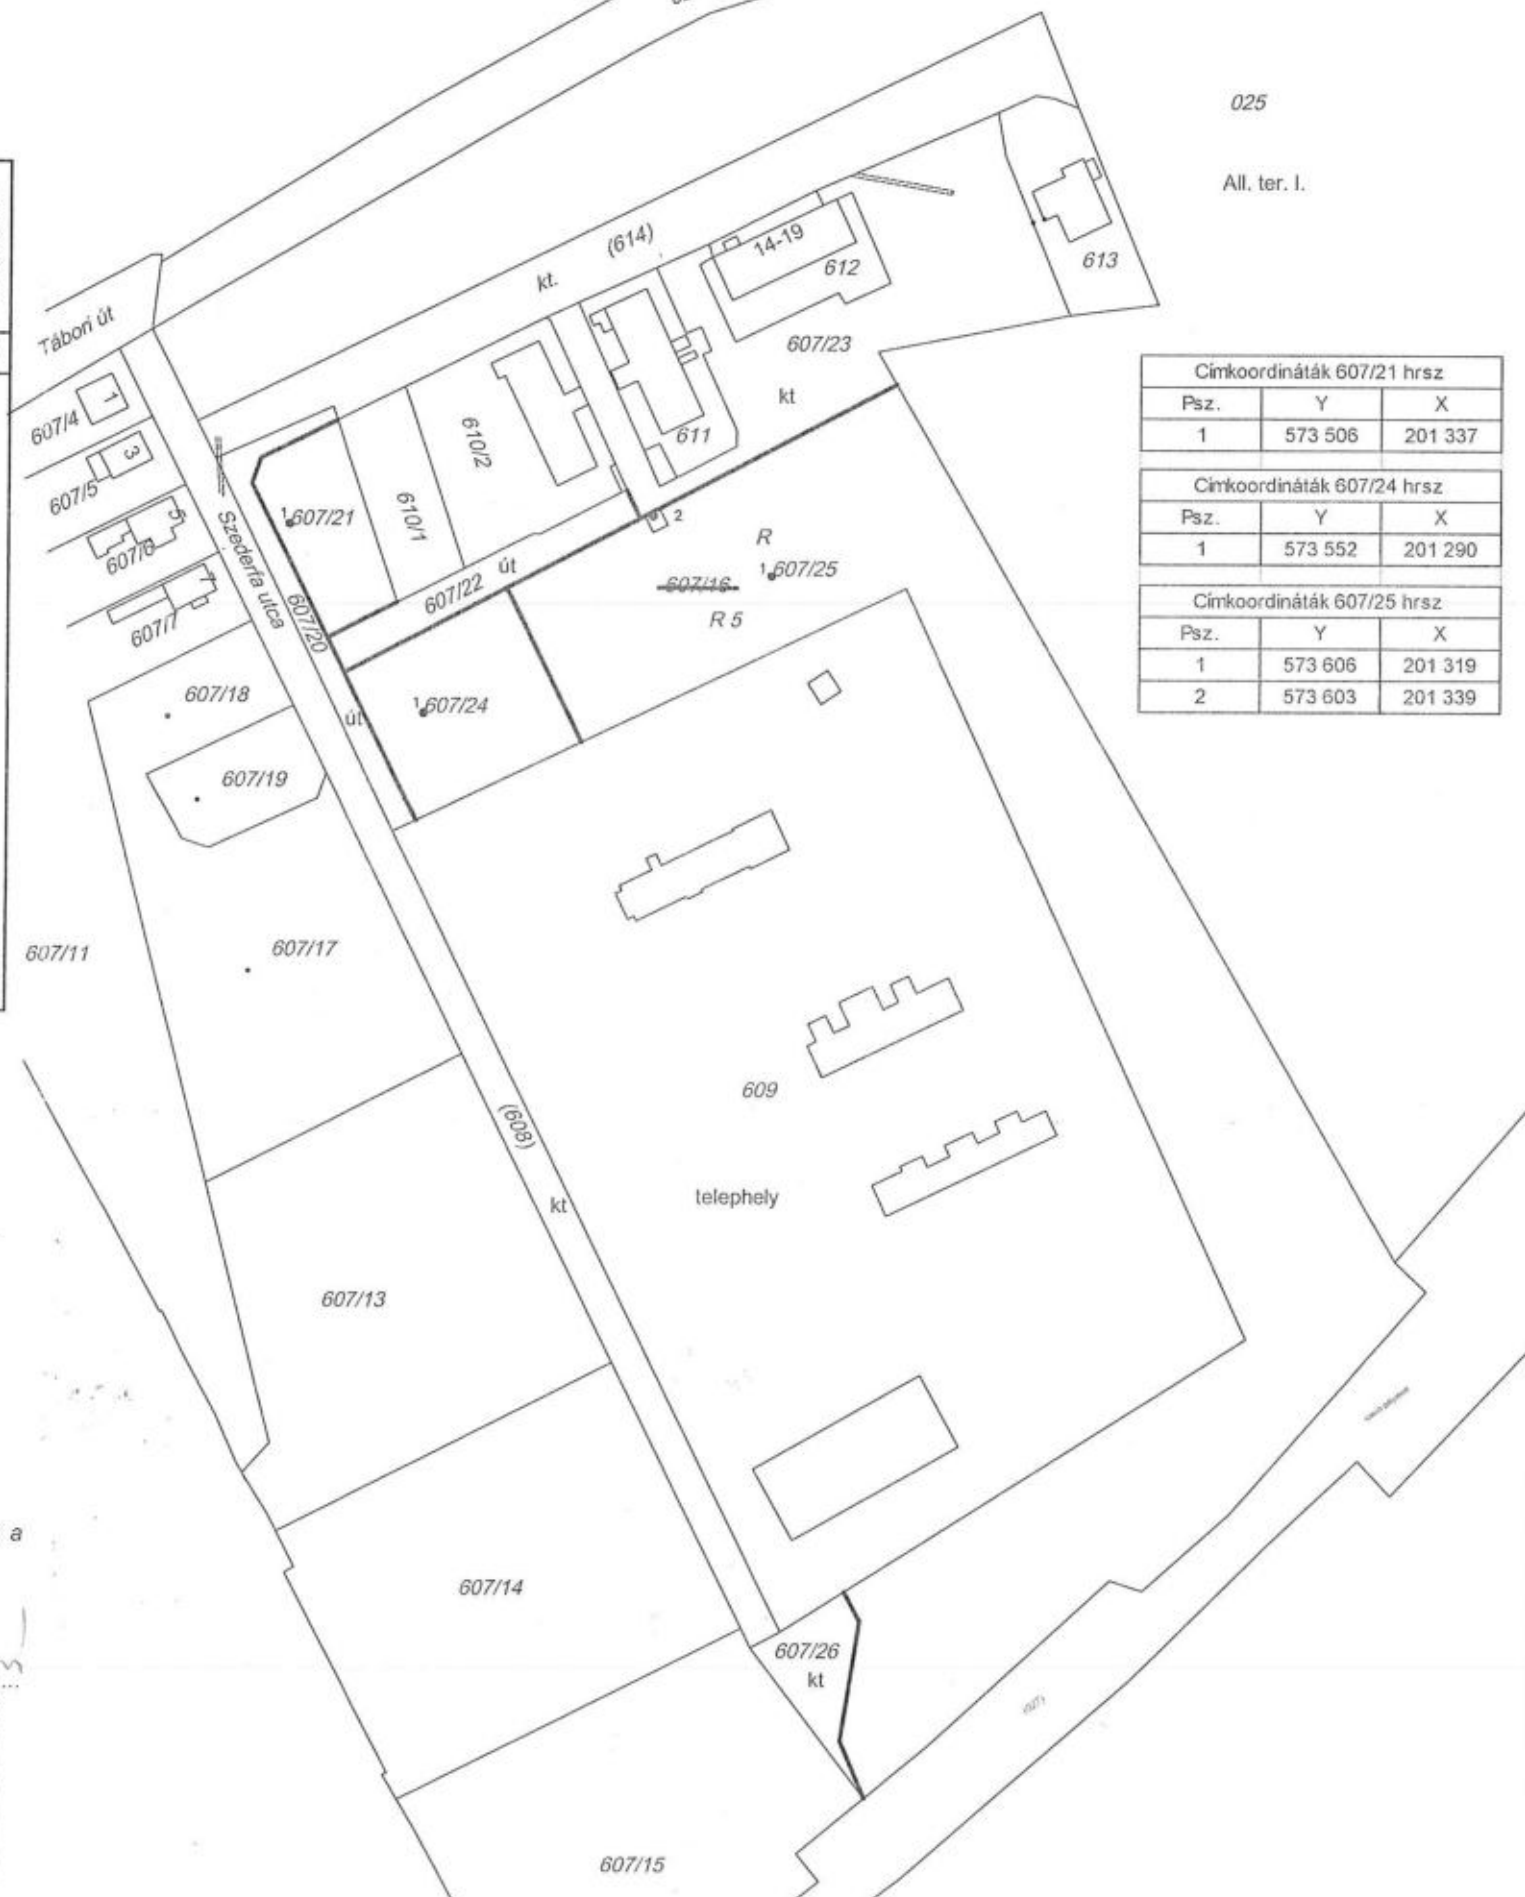 025
All. ter. I.
(614)
kt.
14-19
612
613
Tábori út
607/23
kt
1
607/4
3
607/5
5
607/6
7
607/7
Szederfa utca
610/2
611
610/1
1
607/21
607/20
607/22
út
2
R
607/16
1
607/25
R 5
Címkoordináták 607/21 hrsz
Psz. Y X
1 573 506 201 337
Címkoordináták 607/24 hrsz
Psz. Y X
1 573 552 201 290
Címkoordináták 607/25 hrsz
Psz. Y X
1 573 606 201 319
2 573 603 201 339
607/18
út
1
607/24
607/19
607/11
607/17
609
(608)
kt
telephely
607/13
a
607/14
607/26
kt
607/15